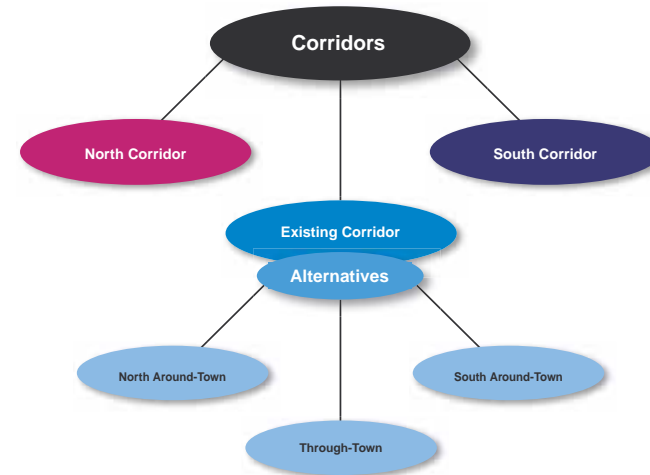 Corridors
North Corridor
South Corridor
Existing Corridor
Alternatives
North Around-Town
South Around-Town
Through-Town